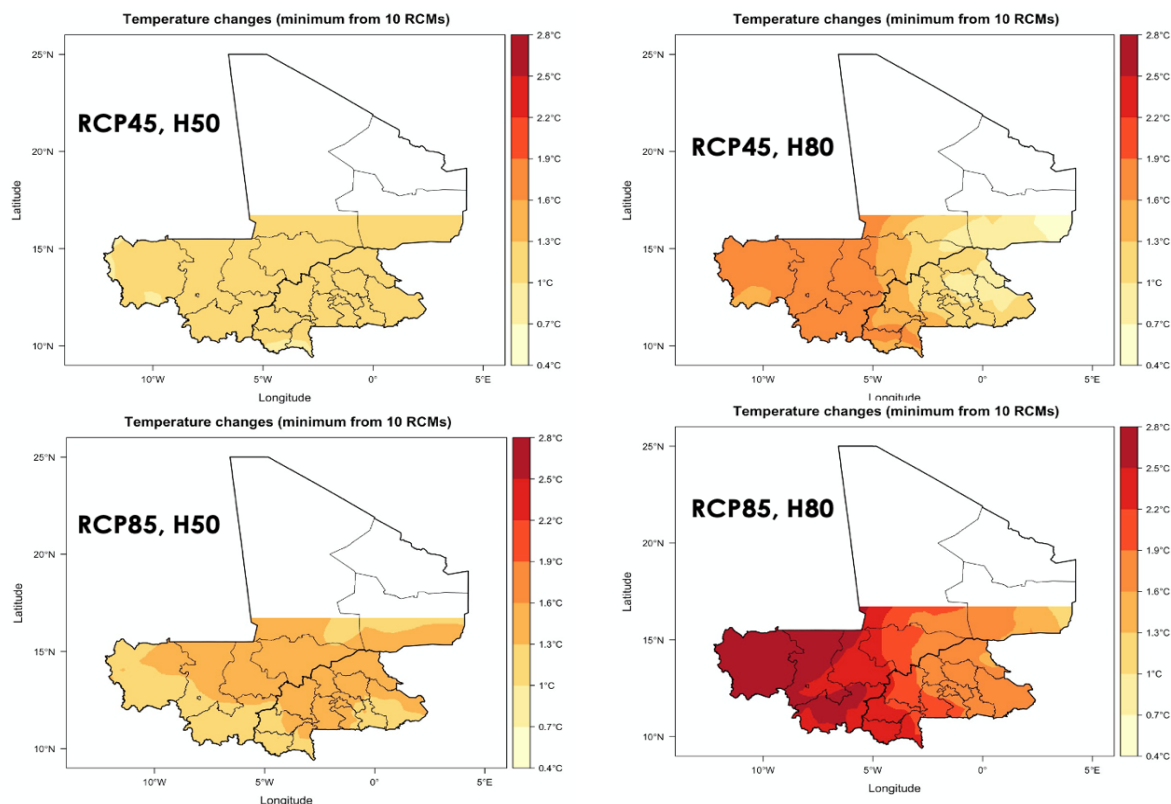 Temperature changes (minimum from 10 RCMs)
25°N
20°N
15°N
10°N
Latitude
RCP45, H50
10°W 5°W 0° 5°E
Longitude
2.8°C
2.5°C
2.2°C
1.9°C
1.6°C
1.3°C
1°C
0.7°C
0.4°C
Temperature changes (minimum from 10 RCMs)
25°N
20°N
15°N
10°N
Latitude
RCP45, H80
10°W 5°W 0° 5°E
Longitude
2.8°C
2.5°C
2.2°C
1.9°C
1.6°C
1.3°C
1°C
0.7°C
0.4°C
Temperature changes (minimum from 10 RCMs)
25°N
20°N
15°N
10°N
Latitude
RCP85, H50
10°W 5°W 0° 5°E
Longitude
2.8°C
2.5°C
2.2°C
1.9°C
1.6°C
1.3°C
1°C
0.7°C
0.4°C
Temperature changes (minimum from 10 RCMs)
25°N
20°N
15°N
10°N
Latitude
RCP85, H80
10°W 5°W 0° 5°E
Longitude
2.8°C
2.5°C
2.2°C
1.9°C
1.6°C
1.3°C
1°C
0.7°C
0.4°C